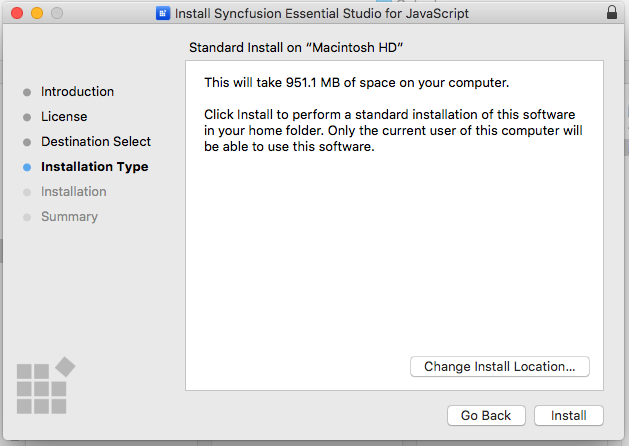 Install Syncfusion Essential Studio for JavaScript
Standard Install on “Macintosh HD”
Introduction
License
Destination Select
Installation Type
Installation
Summary
This will take 951.1 MB of space on your computer.
Click Install to perform a standard installation of this software
in your home folder. Only the current user of this computer will
be able to use this software.
Change Install Location...
Go Back
Install